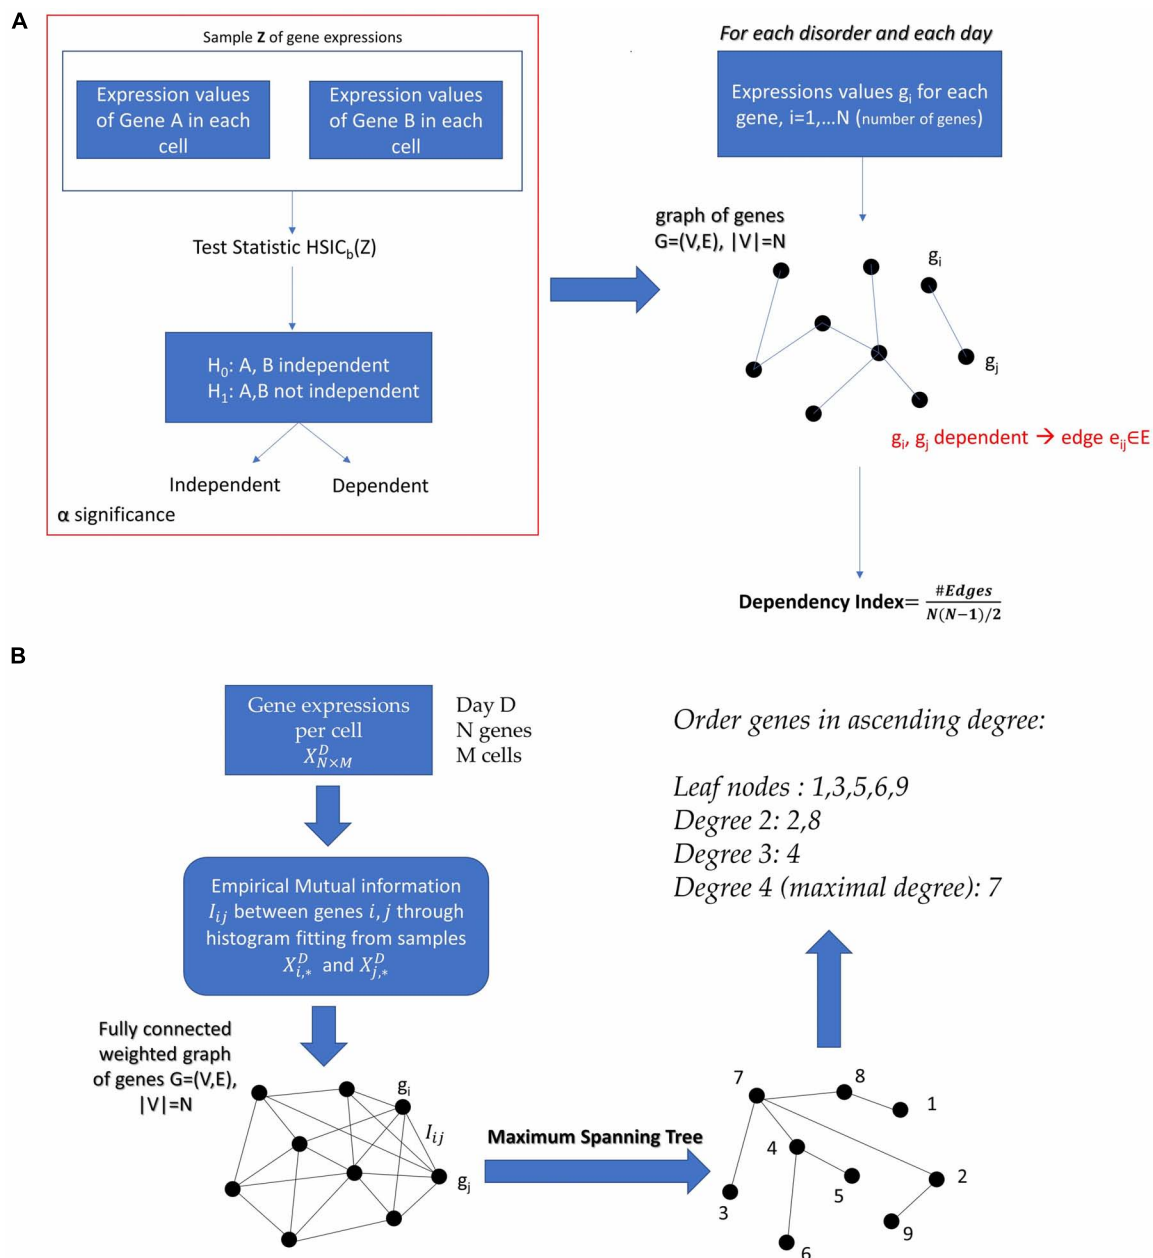 A
Sample Z of gene expressions
Expression values
of Gene A in each
cell
Expression values
of Gene B in each
cell
Test Statistic HSIC_b(Z)
H_0: A, B independent
H_1: A,B not independent
Independent
Dependent
α significance
For each disorder and each day
Expressions values g_i for each
gene, i=1,...N (number of genes)
graph of genes
G=(V,E), |V|=N
g_i
g_j
g_i, g_j dependent → edge e_ij∈E
Dependency Index= #Edges / N(N−1)/2
B
Gene expressions
per cell
X^D_{N×M}
Day D
N genes
M cells
Empirical Mutual information
I_ij between genes i, j through
histogram fitting from samples
X^D_{i,*} and X^D_{j,*}
Fully connected
weighted graph
of genes G=(V,E),
|V|=N
g_i
I_ij
g_j
Maximum Spanning Tree
Order genes in ascending degree:
Leaf nodes : 1,3,5,6,9
Degree 2: 2,8
Degree 3: 4
Degree 4 (maximal degree): 7
7
8
1
4
2
5
3
9
6